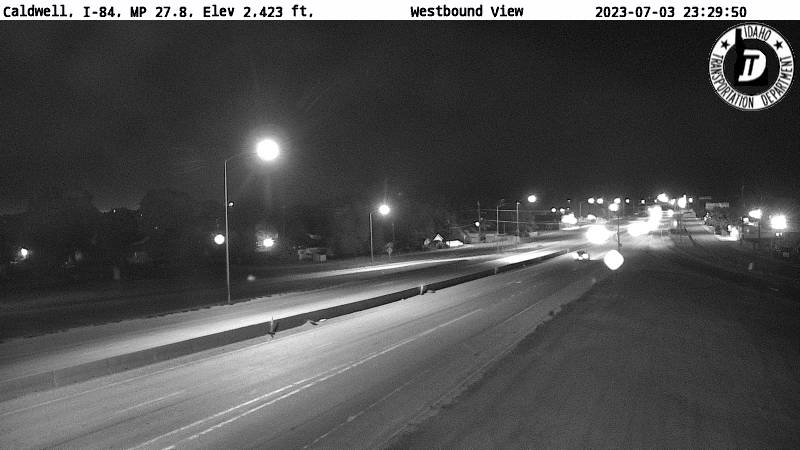 Caldwell, I-84, MP 27.8, Elev 2,423 ft, Westbound View 2023-07-03 23:29:50
IDAHO
TRANSPORTATION DEPARTMENT